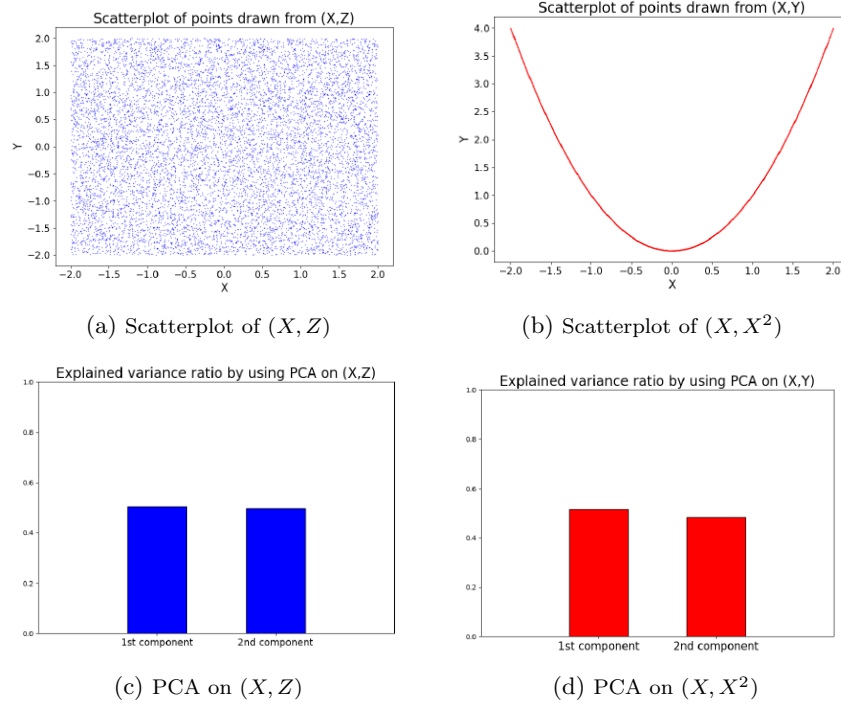 Scatterplot of points drawn from (X,Z)
2.0
1.5
1.0
0.5
0.0
−0.5
−1.0
−1.5
−2.0
Y
−2.0 −1.5 −1.0 −0.5 0.0 0.5 1.0 1.5 2.0
X
(a) Scatterplot of (X, Z)
Scatterplot of points drawn from (X,Y)
4.0
3.5
3.0
2.5
2.0
1.5
1.0
0.5
0.0
Y
−2.0 −1.5 −1.0 −0.5 0.0 0.5 1.0 1.5 2.0
X
(b) Scatterplot of (X, X²)
Explained variance ratio by using PCA on (X,Z)
1.0
0.8
0.6
0.4
0.2
0.0
1st component 2nd component
(c) PCA on (X, Z)
Explained variance ratio by using PCA on (X,Y)
1.0
0.8
0.6
0.4
0.2
0.0
1st component 2nd component
(d) PCA on (X, X²)